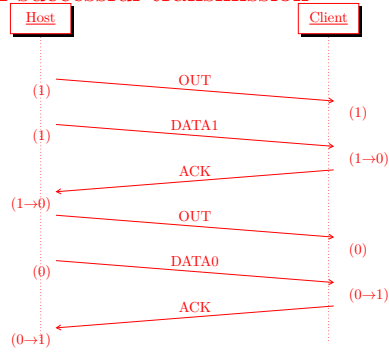 Host Client
OUT
(1)
(1)
DATA1
(1)
(1→0)
ACK
(1→0)
OUT
(0)
DATA0
(0)
(0→1)
ACK
(0→1)